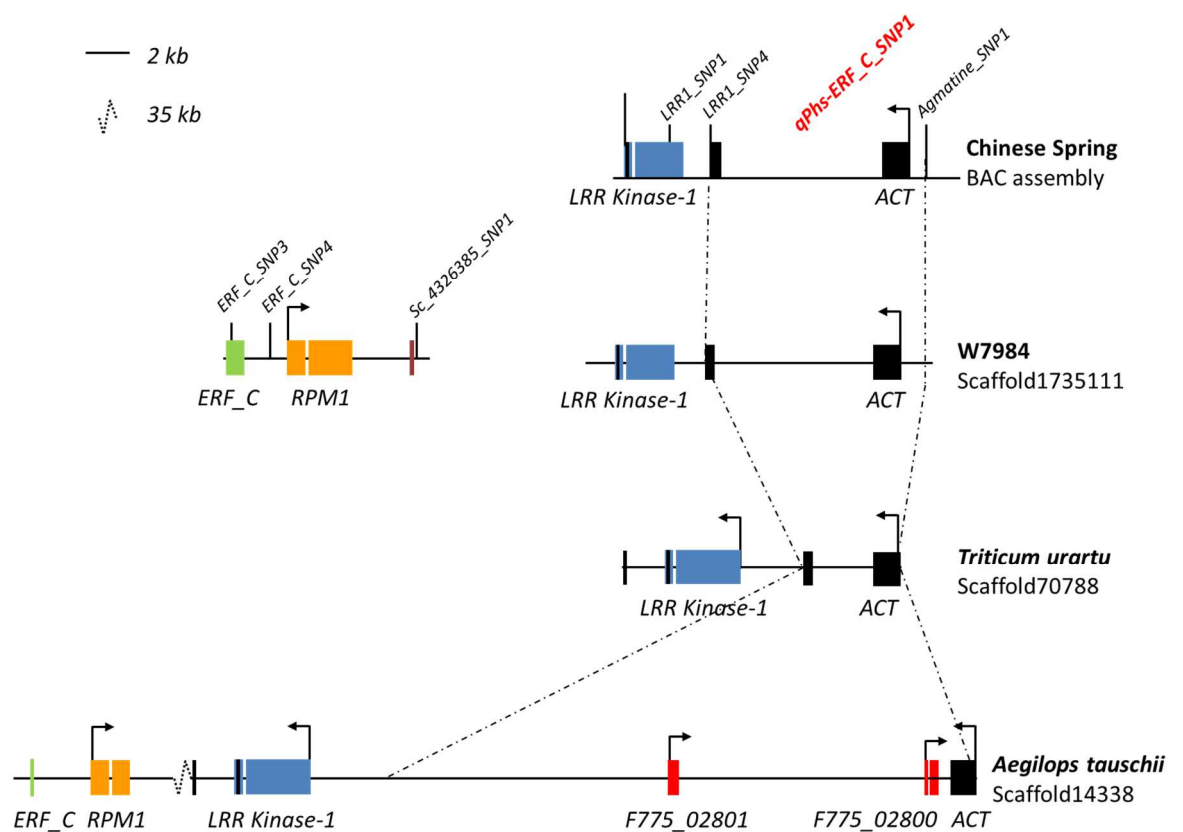 2 kb
35 kb
LRR1_SNP1
LRR1_SNP4
qPhs-ERF_C_SNP1
Agmatine_SNP1
Chinese Spring
BAC assembly
LRR Kinase-1
ACT
ERF_C_SNP3
ERF_C_SNP4
Sc_4326385_SNP1
ERF_C
RPM1
W7984
Scaffold1735111
LRR Kinase-1
ACT
Triticum urartu
Scaffold70788
LRR Kinase-1
ACT
Aegilops tauschii
Scaffold14338
ERF_C
RPM1
LRR Kinase-1
F775_02801
F775_02800
ACT